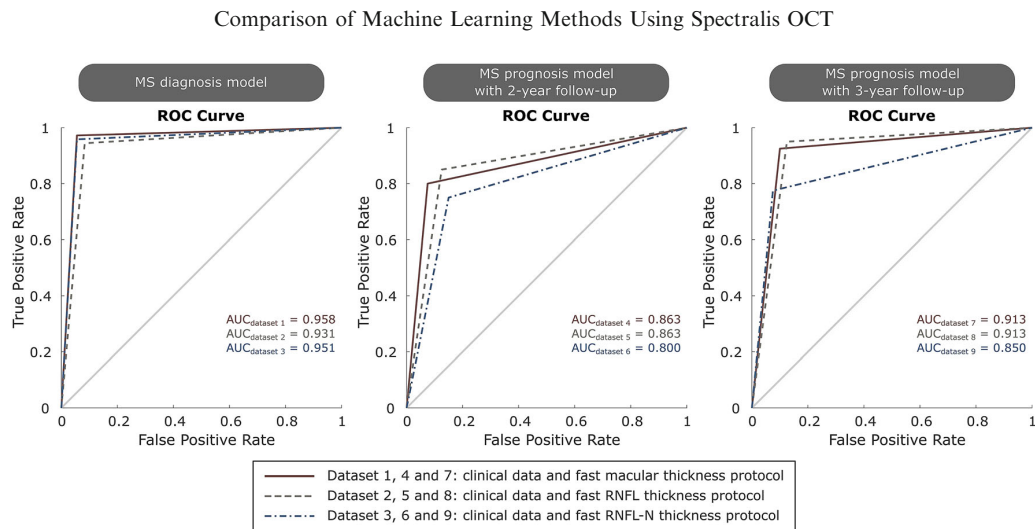 Comparison of Machine Learning Methods Using Spectralis OCT
MS diagnosis model
ROC Curve
1
0.8
0.6
0.4
0.2
0
True Positive Rate
AUCdataset 1 = 0.958
AUCdataset 2 = 0.931
AUCdataset 3 = 0.951
0 0.2 0.4 0.6 0.8 1
False Positive Rate
MS prognosis model
with 2-year follow-up
ROC Curve
1
0.8
0.6
0.4
0.2
0
True Positive Rate
AUCdataset 4 = 0.863
AUCdataset 5 = 0.863
AUCdataset 6 = 0.800
0 0.2 0.4 0.6 0.8 1
False Positive Rate
MS prognosis model
with 3-year follow-up
ROC Curve
1
0.8
0.6
0.4
0.2
0
True Positive Rate
AUCdataset 7 = 0.913
AUCdataset 8 = 0.913
AUCdataset 9 = 0.850
0 0.2 0.4 0.6 0.8 1
False Positive Rate
Dataset 1, 4 and 7: clinical data and fast macular thickness protocol
Dataset 2, 5 and 8: clinical data and fast RNFL thickness protocol
Dataset 3, 6 and 9: clinical data and fast RNFL-N thickness protocol